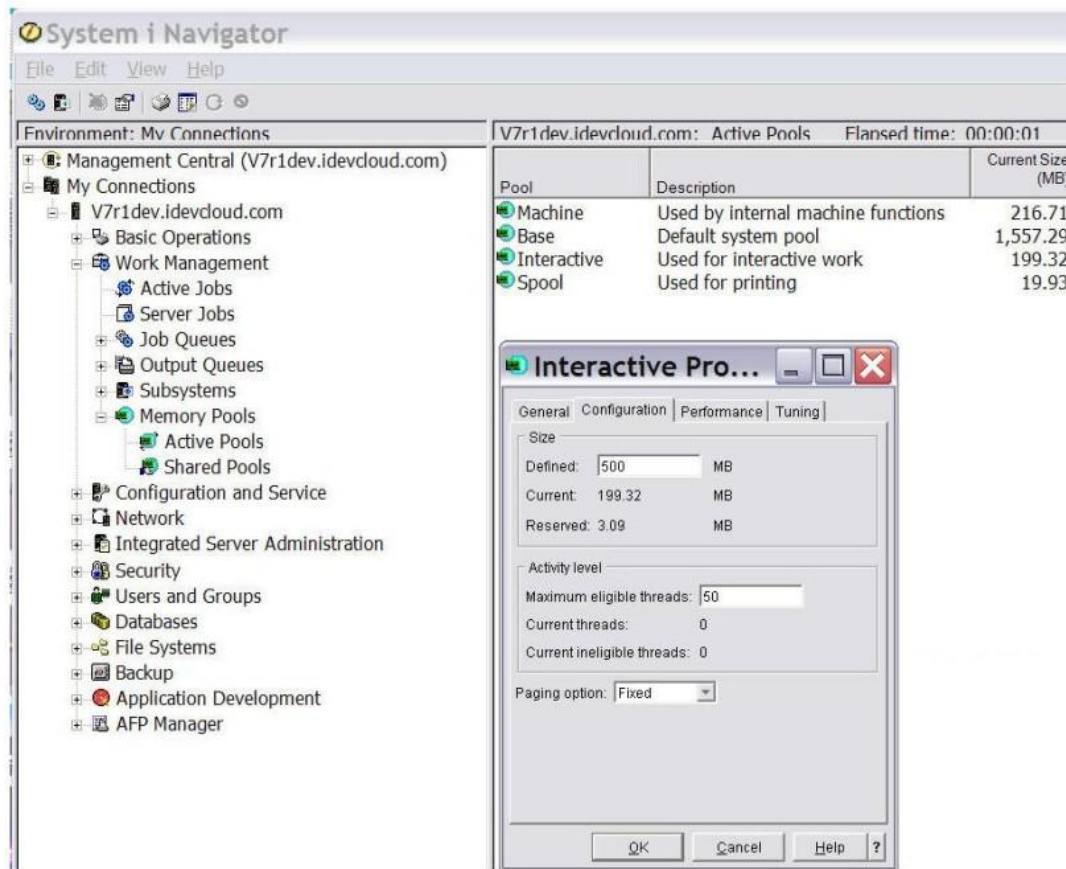 System i Navigator
File Edit View Help
Environment: My Connections
V7r1dev.idevcloud.com: Active Pools Elapsed time: 00:00:01
Management Central (V7r1dev.idevcloud.com)
My Connections
V7r1dev.idevcloud.com
Basic Operations
Work Management
Active Jobs
Server Jobs
Job Queues
Output Queues
Subsystems
Memory Pools
Active Pools
Shared Pools
Configuration and Service
Network
Integrated Server Administration
Security
Users and Groups
Databases
File Systems
Backup
Application Development
AFP Manager
Pool Description Current Size (MB)
Machine Used by internal machine functions 216.71
Base Default system pool 1,557.29
Interactive Used for interactive work 199.32
Spool Used for printing 19.93
Interactive Pro...
General Configuration Performance Tuning
Size
Defined: 500 MB
Current: 199.32 MB
Reserved: 3.09 MB
Activity level
Maximum eligible threads: 50
Current threads: 0
Current ineligible threads: 0
Paging option: Fixed
OK Cancel Help ?